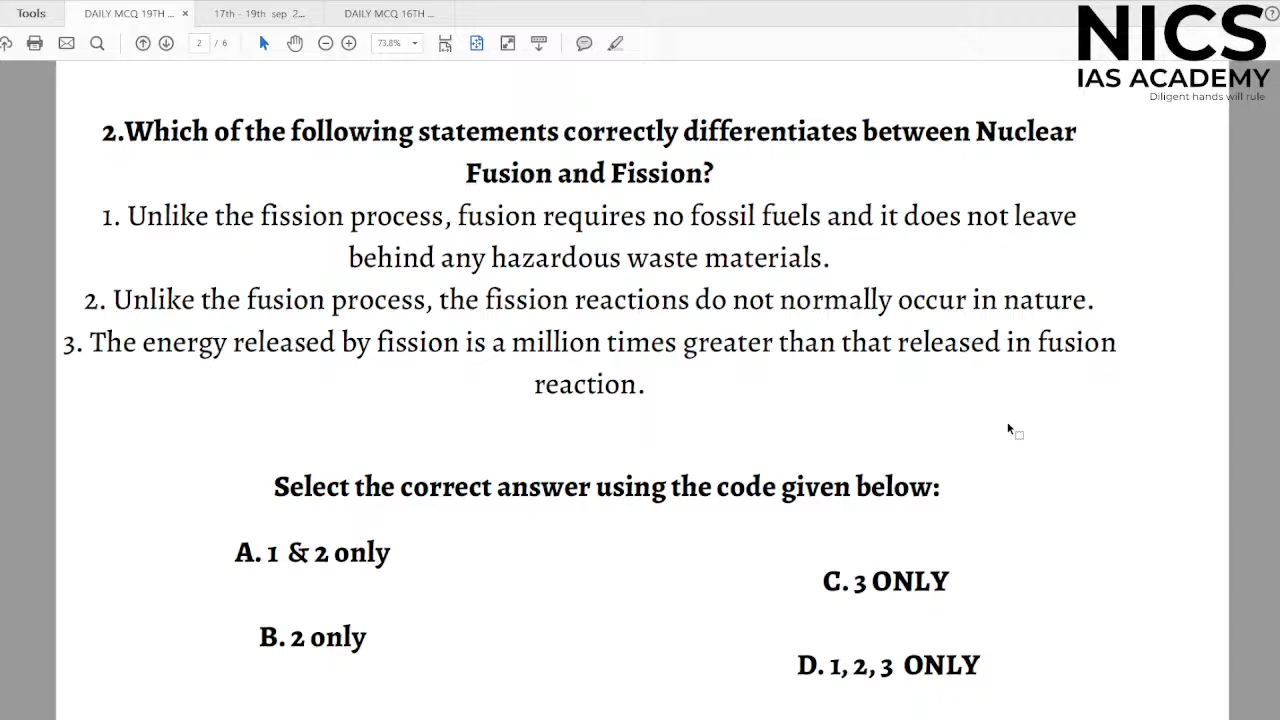 Tools
DAILY MCQ 19TH ... ×
17th - 19th sep 2...
DAILY MCQ 16TH ...
2 / 6
73.8%
NICS
IAS ACADEMY
Diligent hands will rule
2.Which of the following statements correctly differentiates between Nuclear
Fusion and Fission?
1. Unlike the fission process, fusion requires no fossil fuels and it does not leave
behind any hazardous waste materials.
2. Unlike the fusion process, the fission reactions do not normally occur in nature.
3. The energy released by fission is a million times greater than that released in fusion
reaction.
Select the correct answer using the code given below:
A. 1 & 2 only
C. 3 ONLY
B. 2 only
D. 1, 2, 3 ONLY